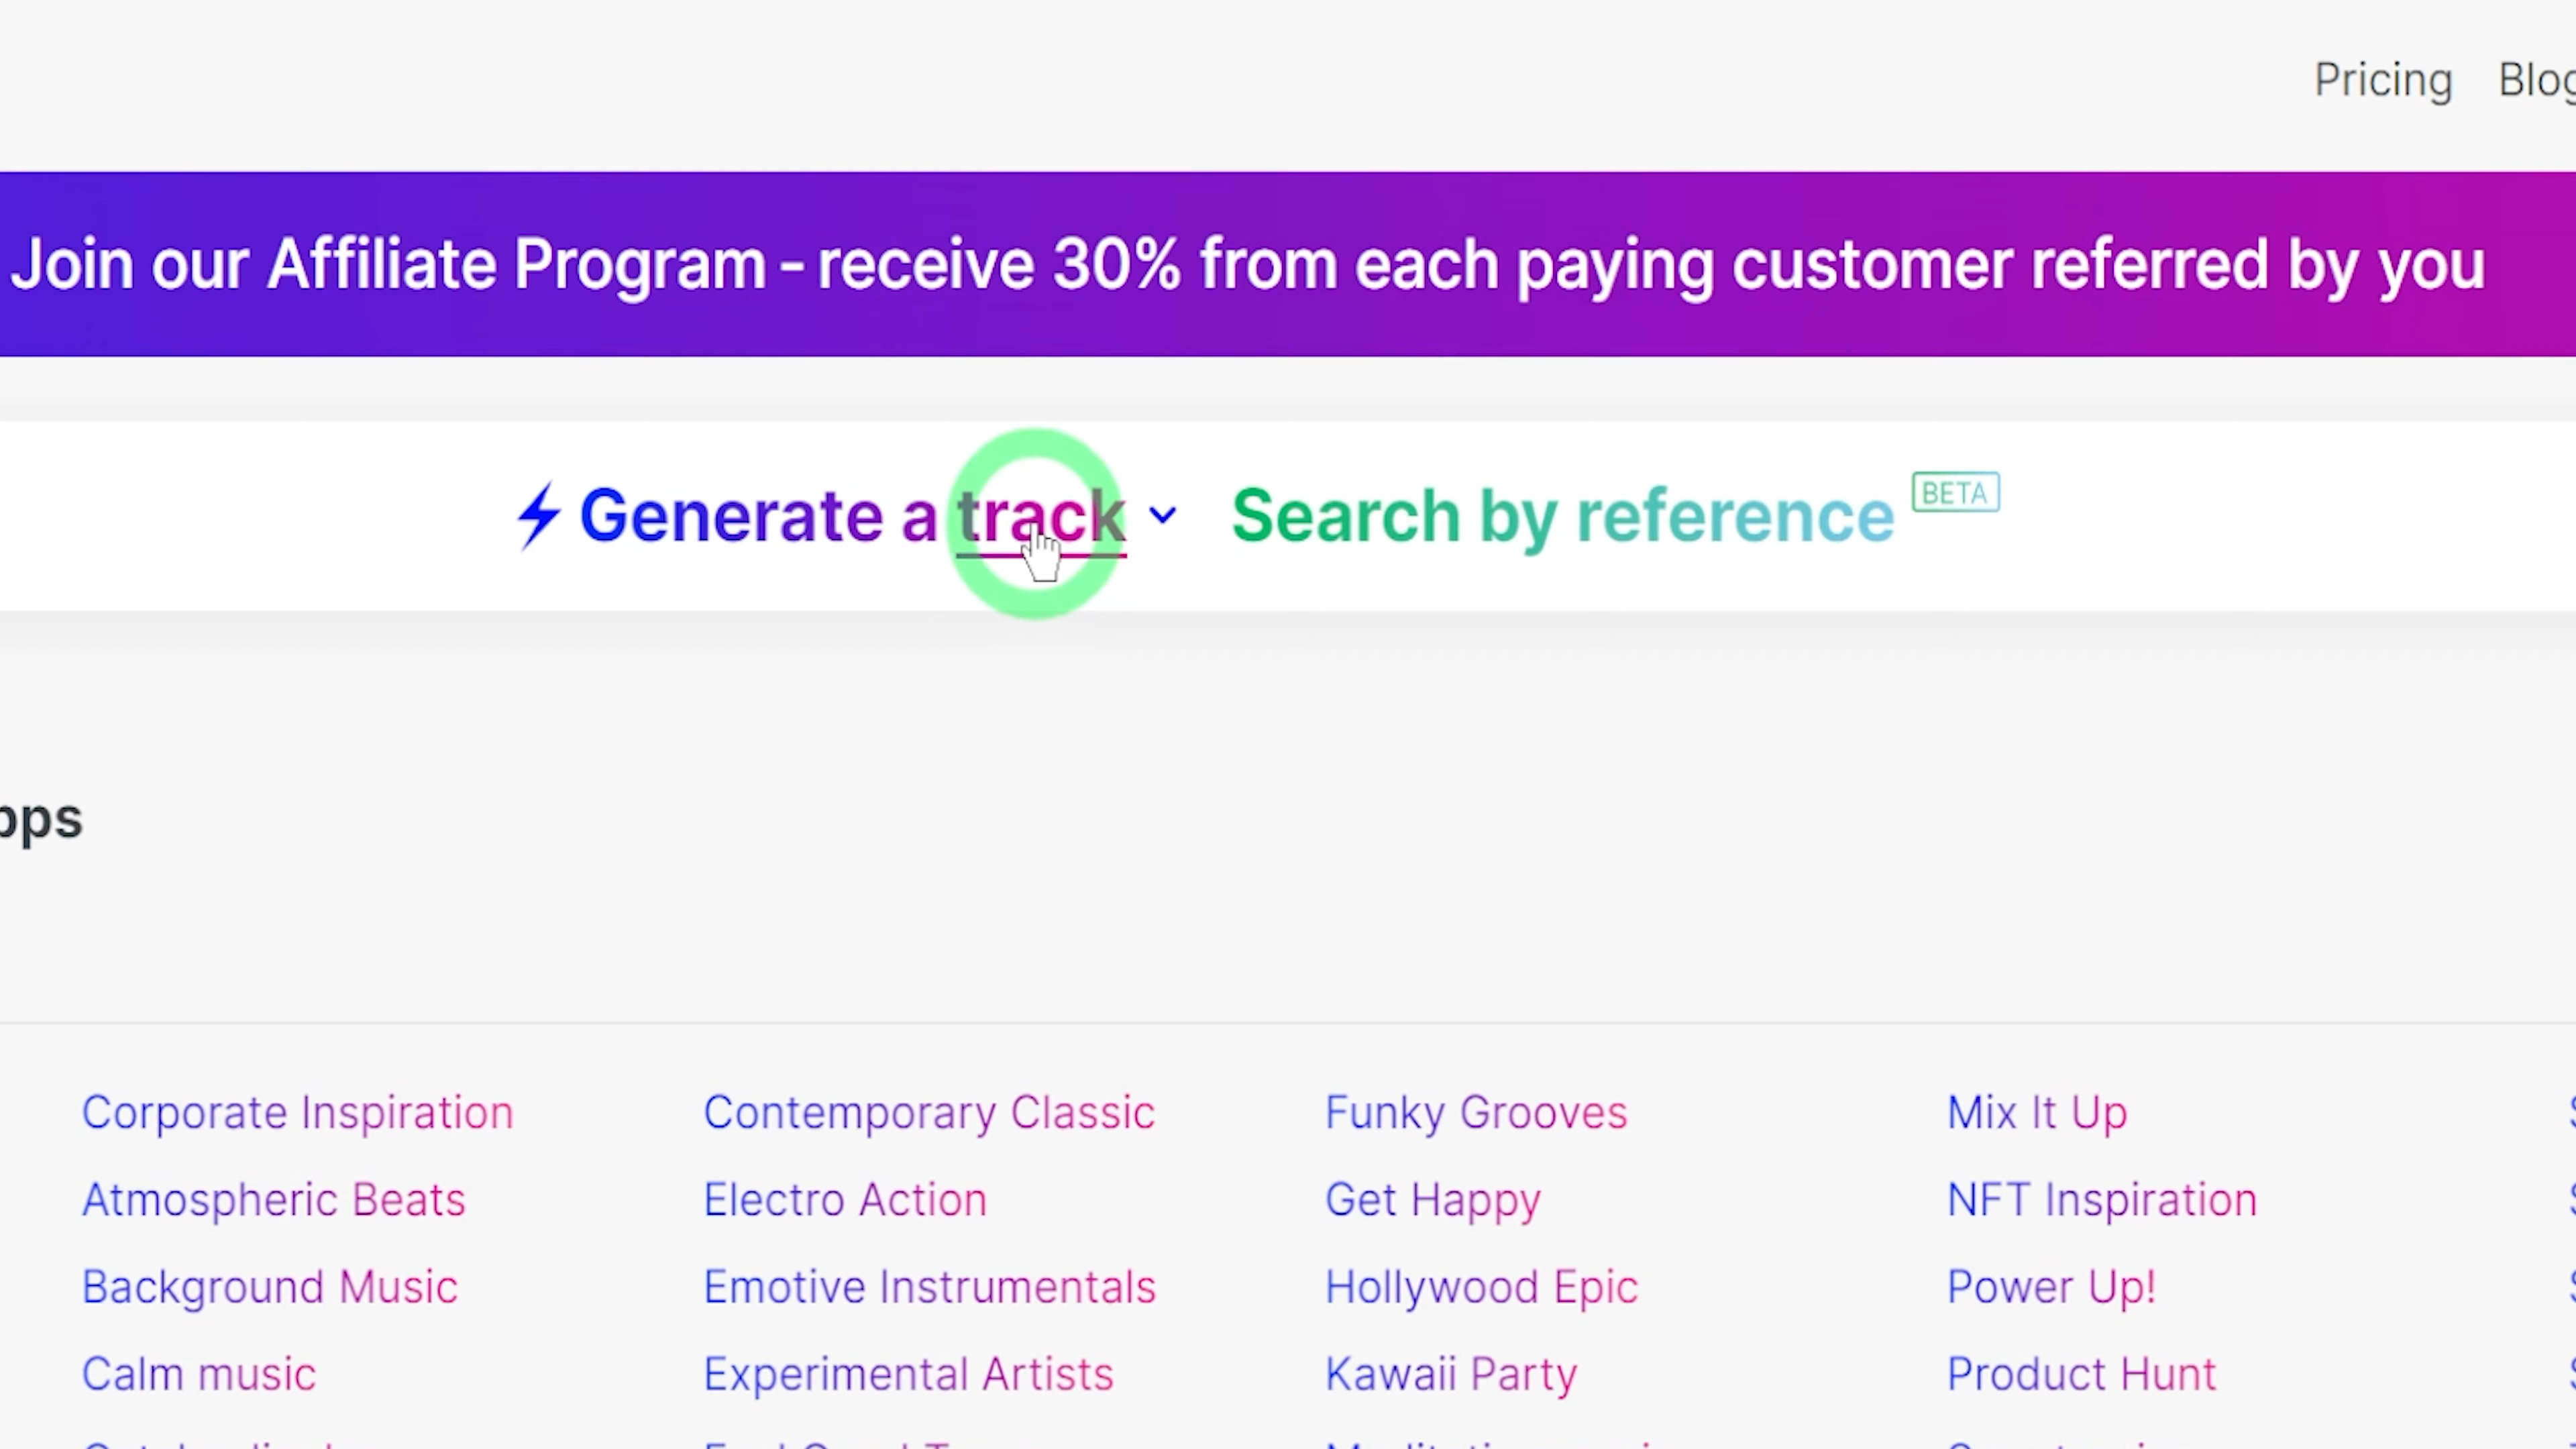 Pricing Blog
Join our Affiliate Program - receive 30% from each paying customer referred by you
Generate a track Search by reference BETA
Corporate Inspiration Contemporary Classic Funky Grooves Mix It Up
Atmospheric Beats Electro Action Get Happy NFT Inspiration
Background Music Emotive Instrumentals Hollywood Epic Power Up!
Calm music Experimental Artists Kawaii Party Product Hunt